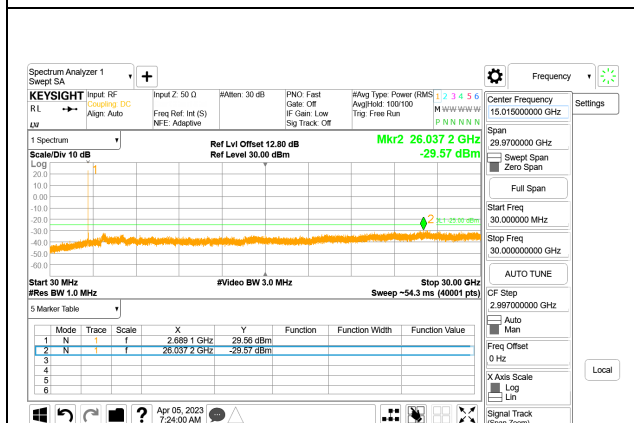 Spectrum Analyzer 1
Swept SA
Frequency
KEYSIGHT
RL
LXI
Input: RF
Coupling: DC
Align: Auto
Input Z: 50 Ω
Freq Ref: Int (S)
NFE: Adaptive
#Atten: 30 dB
PNO: Fast
Gate: Off
IF Gain: Low
Sig Track: Off
#Avg Type: Power (RMS
Avg|Hold: 100/100
Trig: Free Run
1 2 3 4 5 6
M W W W W W
P N N N N N
Center Frequency
15.015000000 GHz
Settings
Span
29.9700000 GHz
Swept Span
Zero Span
Full Span
Start Freq
30.000000 MHz
Stop Freq
30.000000000 GHz
AUTO TUNE
CF Step
2.997000000 GHz
Auto
Man
Freq Offset
0 Hz
X Axis Scale
Log
Lin
Local
Signal Track
(Span Zoom)
1 Spectrum
Scale/Div 10 dB
Ref Lvl Offset 12.80 dB
Ref Level 30.00 dBm
Mkr2 26.037 2 GHz
-29.57 dBm
Log
20.0
10.0
0.00
-10.0
-20.0
-30.0
-40.0
-50.0
-60.0
1
2
Start 30 MHz
#Res BW 1.0 MHz
#Video BW 3.0 MHz
Stop 30.00 GHz
Sweep ~54.3 ms (40001 pts)
5 Marker Table
Mode Trace Scale X Y Function Function Width Function Value
1 N 1 f 2.689 1 GHz 29.56 dBm
2 N 1 f 26.037 2 GHz -29.57 dBm
3
4
5
6
?
Apr 05, 2023
7:24:00 AM